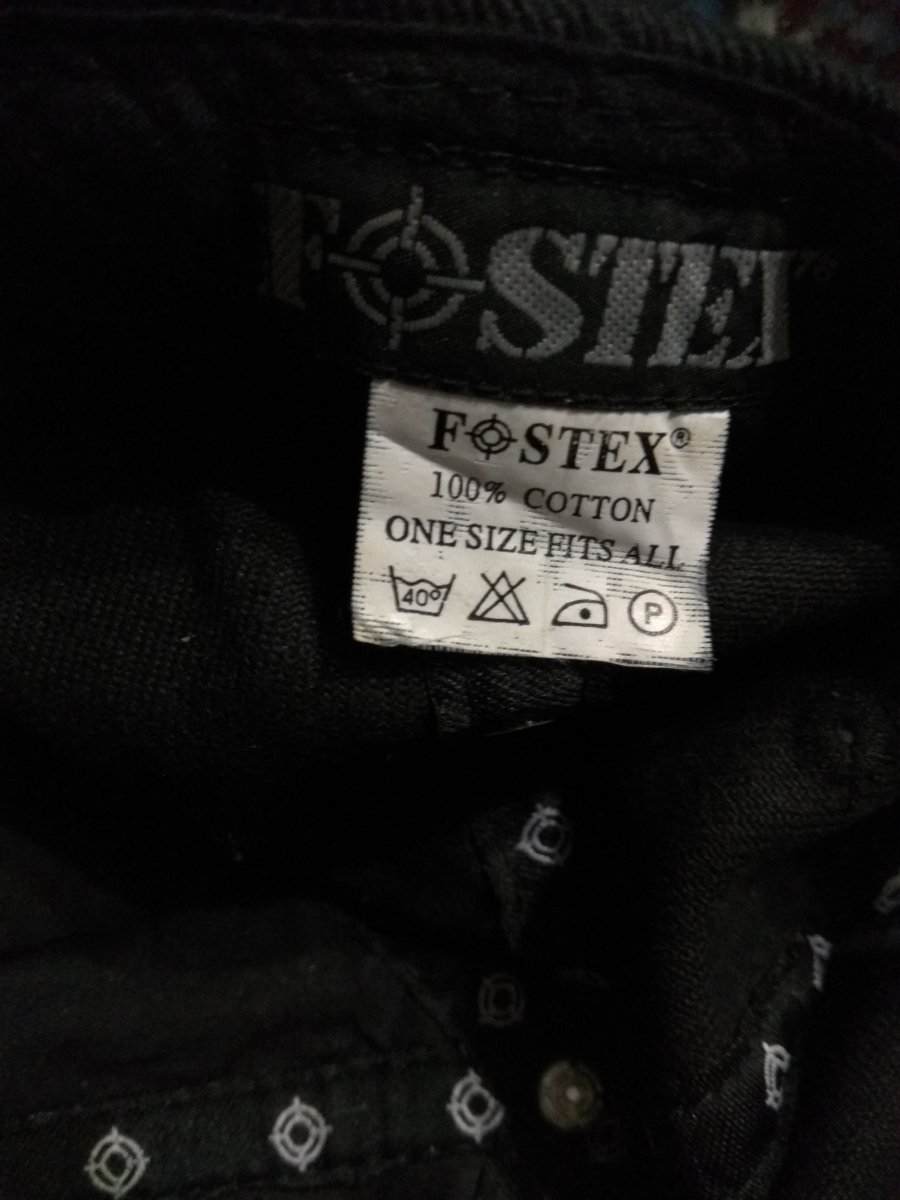 FOSTEX
FOSTEX®
100% COTTON
ONE SIZE FITS ALL
40° P